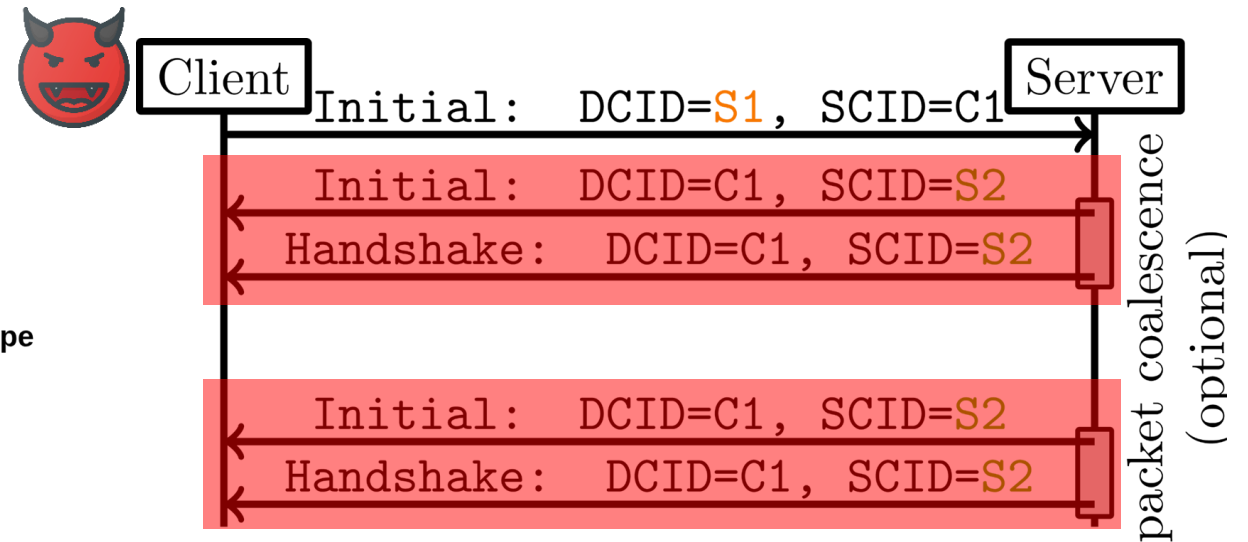 Client
Server
Initial: DCID=S1, SCID=C1
Initial: DCID=C1, SCID=S2
Handshake: DCID=C1, SCID=S2
pe
Initial: DCID=C1, SCID=S2
Handshake: DCID=C1, SCID=S2
packet coalescence
(optional)